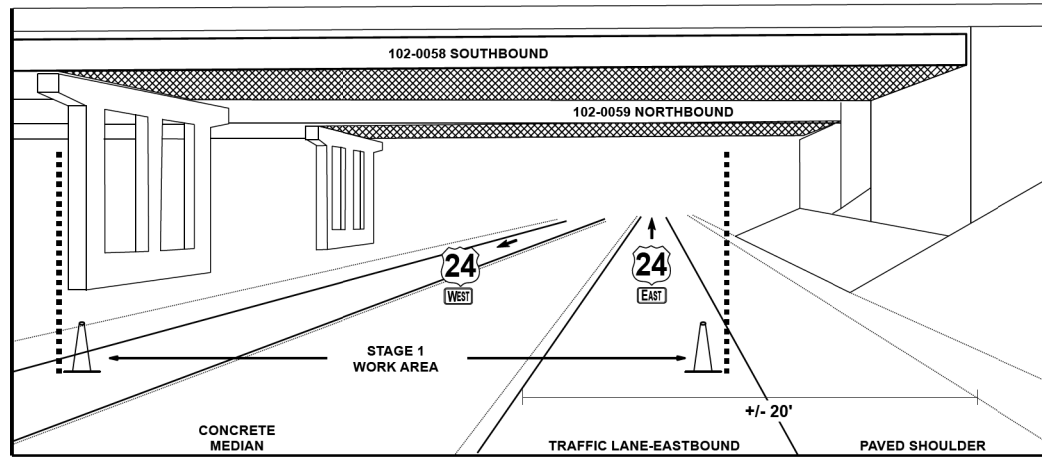 102-0058 SOUTHBOUND
102-0059 NORTHBOUND
24
WEST
24
EAST
STAGE 1
WORK AREA
+/- 20'
CONCRETE
MEDIAN
TRAFFIC LANE-EASTBOUND
PAVED SHOULDER